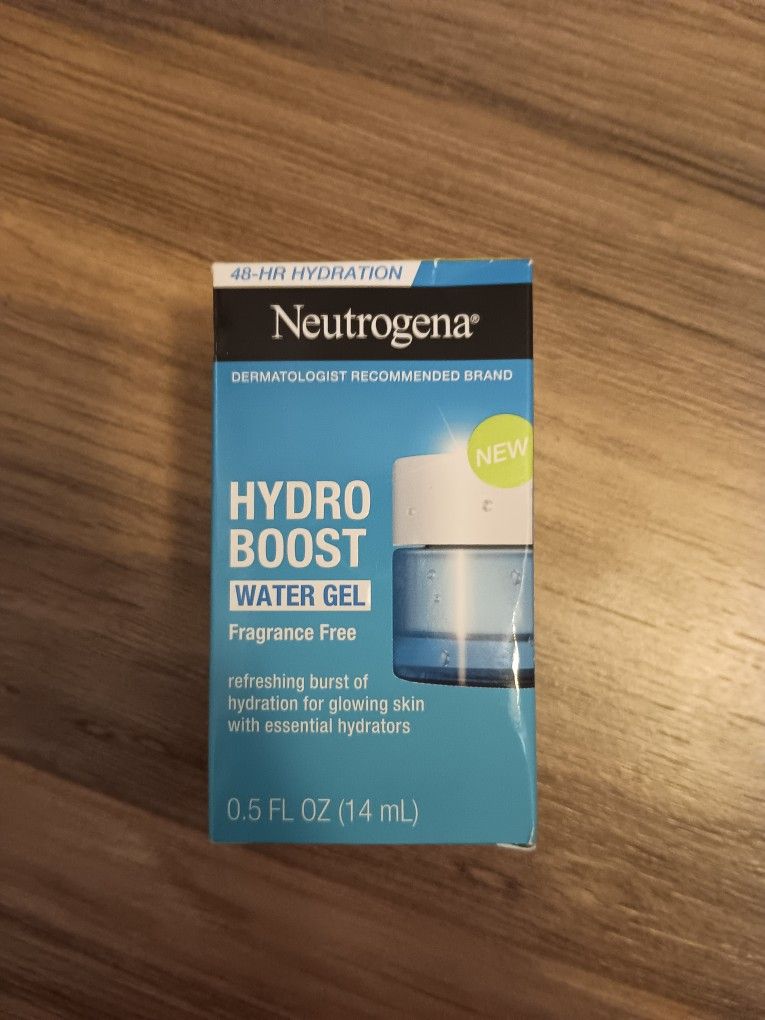 48-HR HYDRATION
Neutrogena®
DERMATOLOGIST RECOMMENDED BRAND
NEW
HYDRO
BOOST
WATER GEL
Fragrance Free
refreshing burst of
hydration for glowing skin
with essential hydrators
0.5 FL OZ (14 mL)